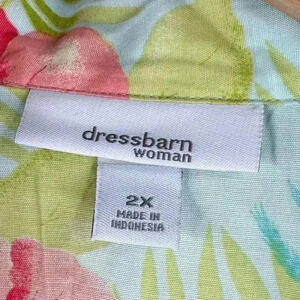 dressbarn
woman
2X
MADE IN
INDONESIA